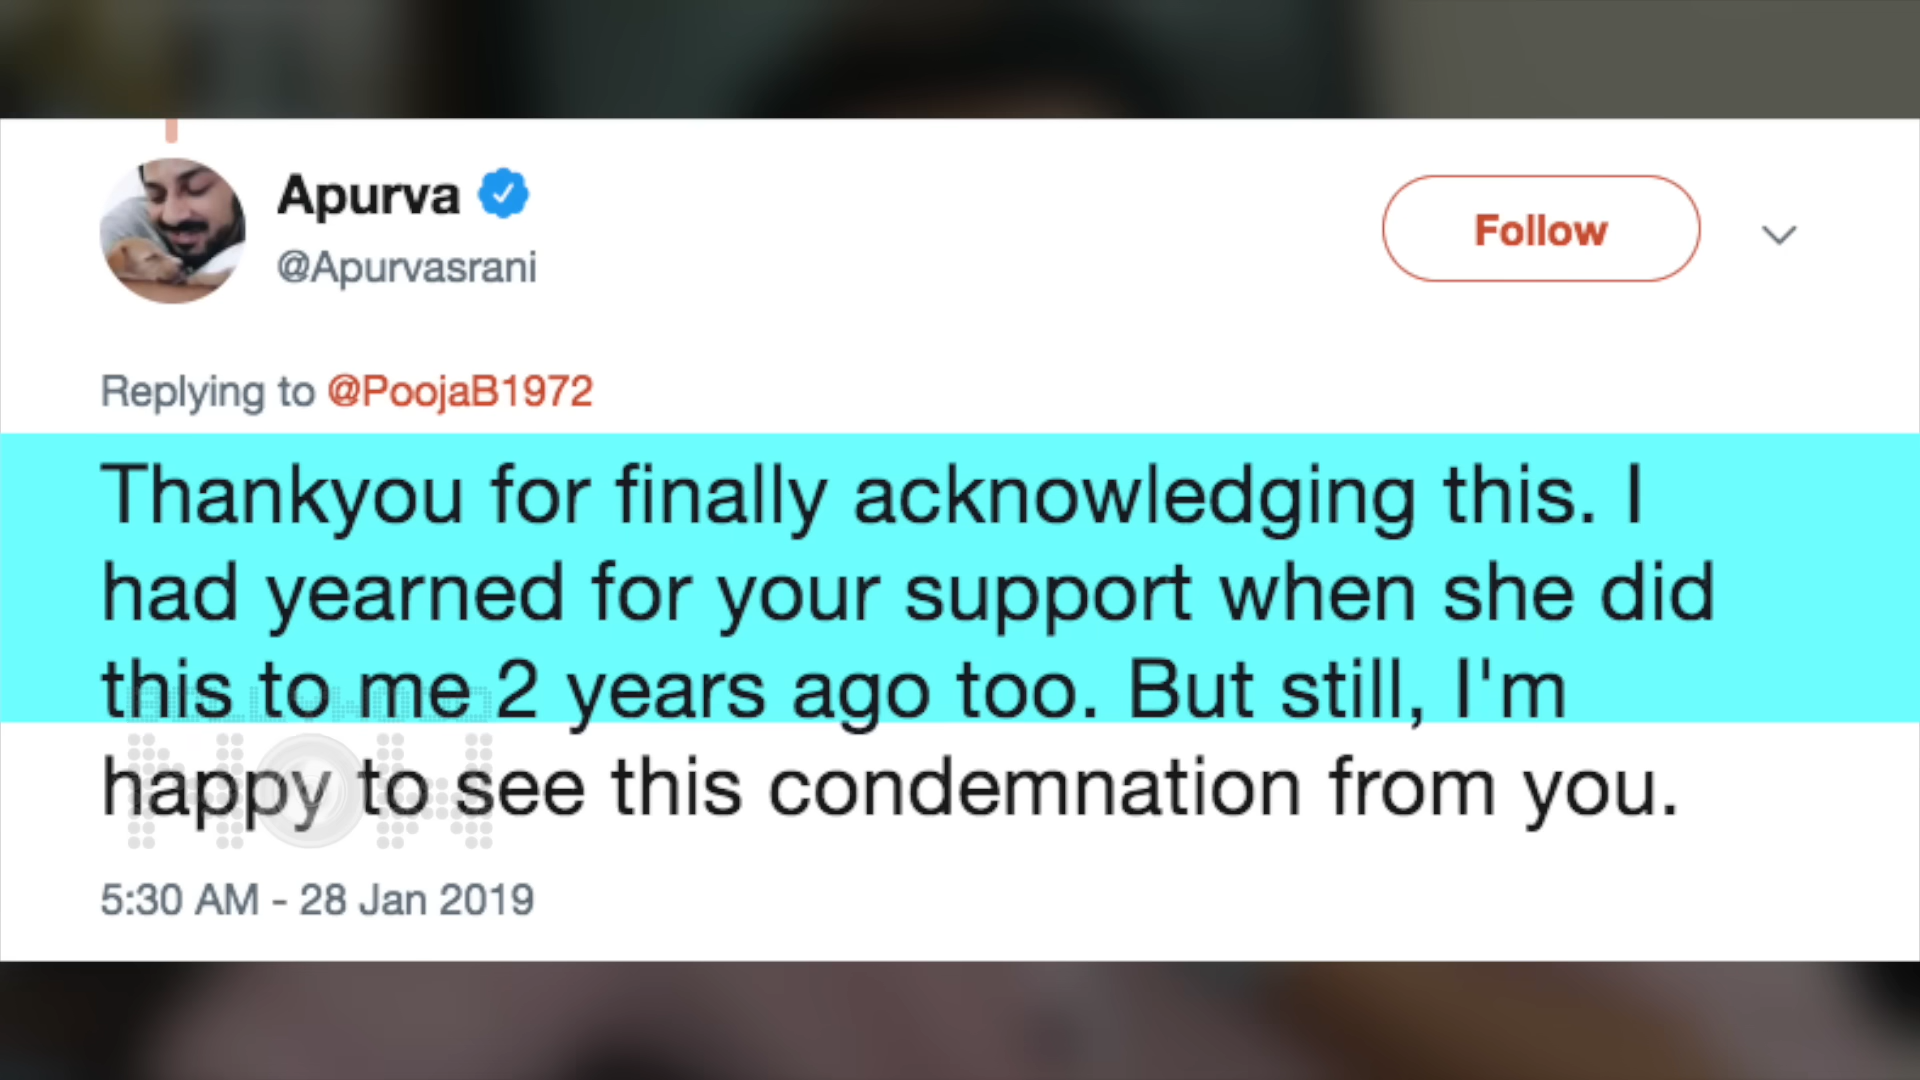 Apurva
@Apurvasrani
Follow
Replying to @PoojaB1972
Thankyou for finally acknowledging this. I
had yearned for your support when she did
this to me 2 years ago too. But still, I'm
happy to see this condemnation from you.
5:30 AM - 28 Jan 2019
BOLLYWOOD
NOW